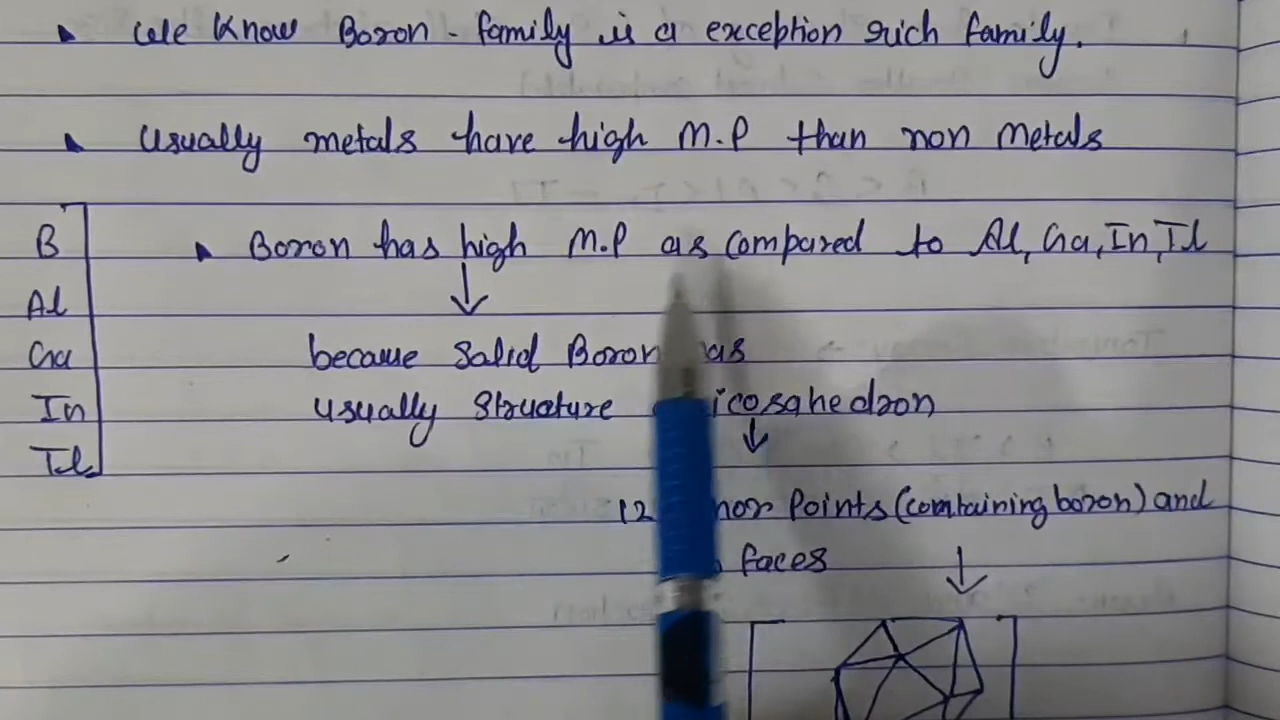 We know Boron - family is a exception rich family.
Usually metals have high M.P than non metals
B
Al
Ga
In
Tl
Boron has high M.P as compared to Al, Ga, In, Tl
because Solid Boron
usually structure icosahedron
12 Points (containing boron) and
faces